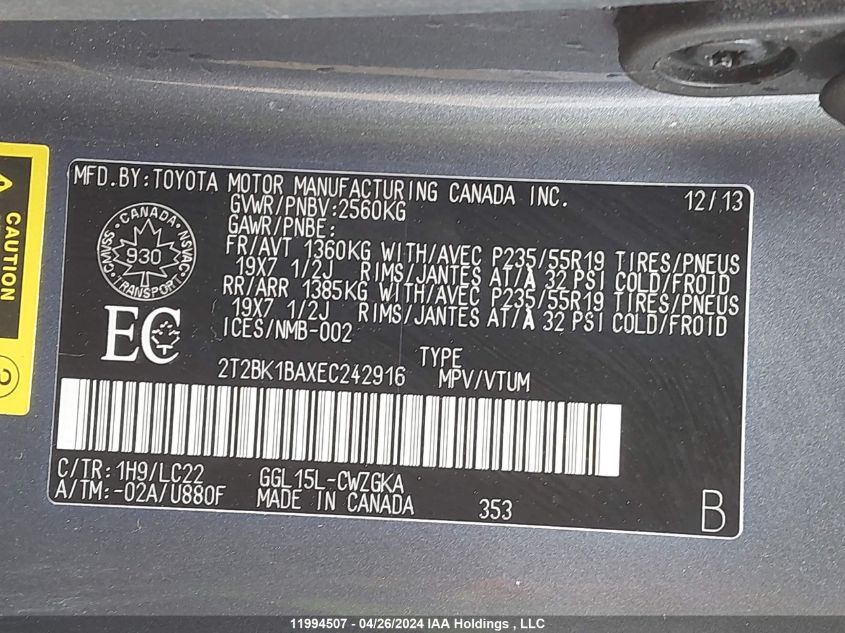 MFD.BY:TOYOTA MOTOR MANUFACTURING CANADA INC. 12/13
GVWR/PNBV:2560KG
GAWR/PNBE:
FR/AVT 1360KG WITH/AVEC P235/55R19 TIRES/PNEUS
19X7 1/2J RIMS/JANTES AT/À 32 PSI COLD/FROID
RR/ARR 1385KG WITH/AVEC P235/55R19 TIRES/PNEUS
19X7 1/2J RIMS/JANTES AT/À 32 PSI COLD/FROID
ICES/NMB-002
CANADA
CMVSS 930 NSVAC
TRANSPORT
EC
TYPE
2T2BK1BAXEC242916 MPV/VTUM
C/TR:1H9/LC22 GGL15L-CWZGKA
A/TM:-02A/U880F MADE IN CANADA 353 B
CAUTION
2
11994507 - 04/26/2024 IAA Holdings , LLC